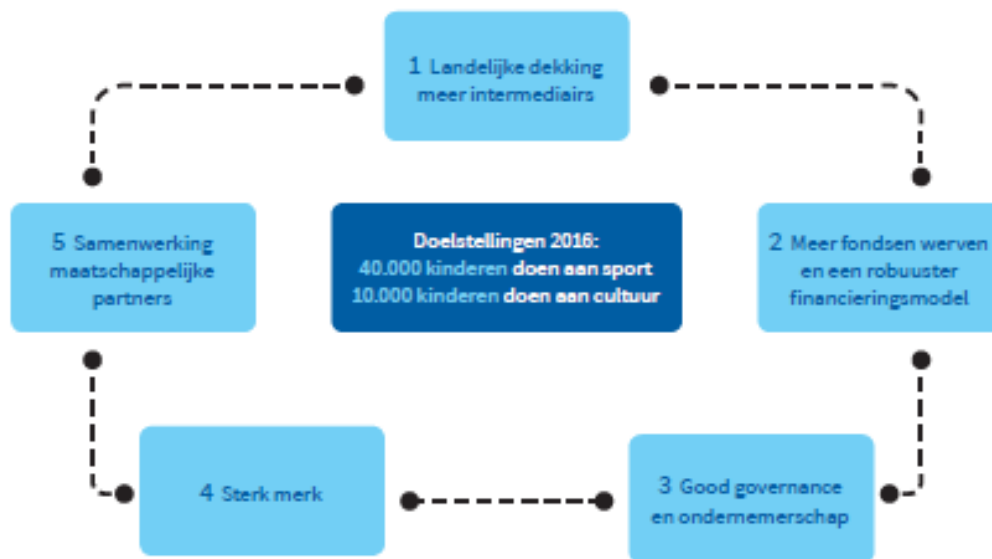 1 Landelijke dekking
meer intermediairs
5 Samenwerking
maatschappelijke
partners
Doelstellingen 2016:
40.000 kinderen doen aan sport
10.000 kinderen doen aan cultuur
2 Meer fondsen werven
en een robuuster
financieringsmodel
4 Sterk merk
3 Good governance
en ondernemerschap